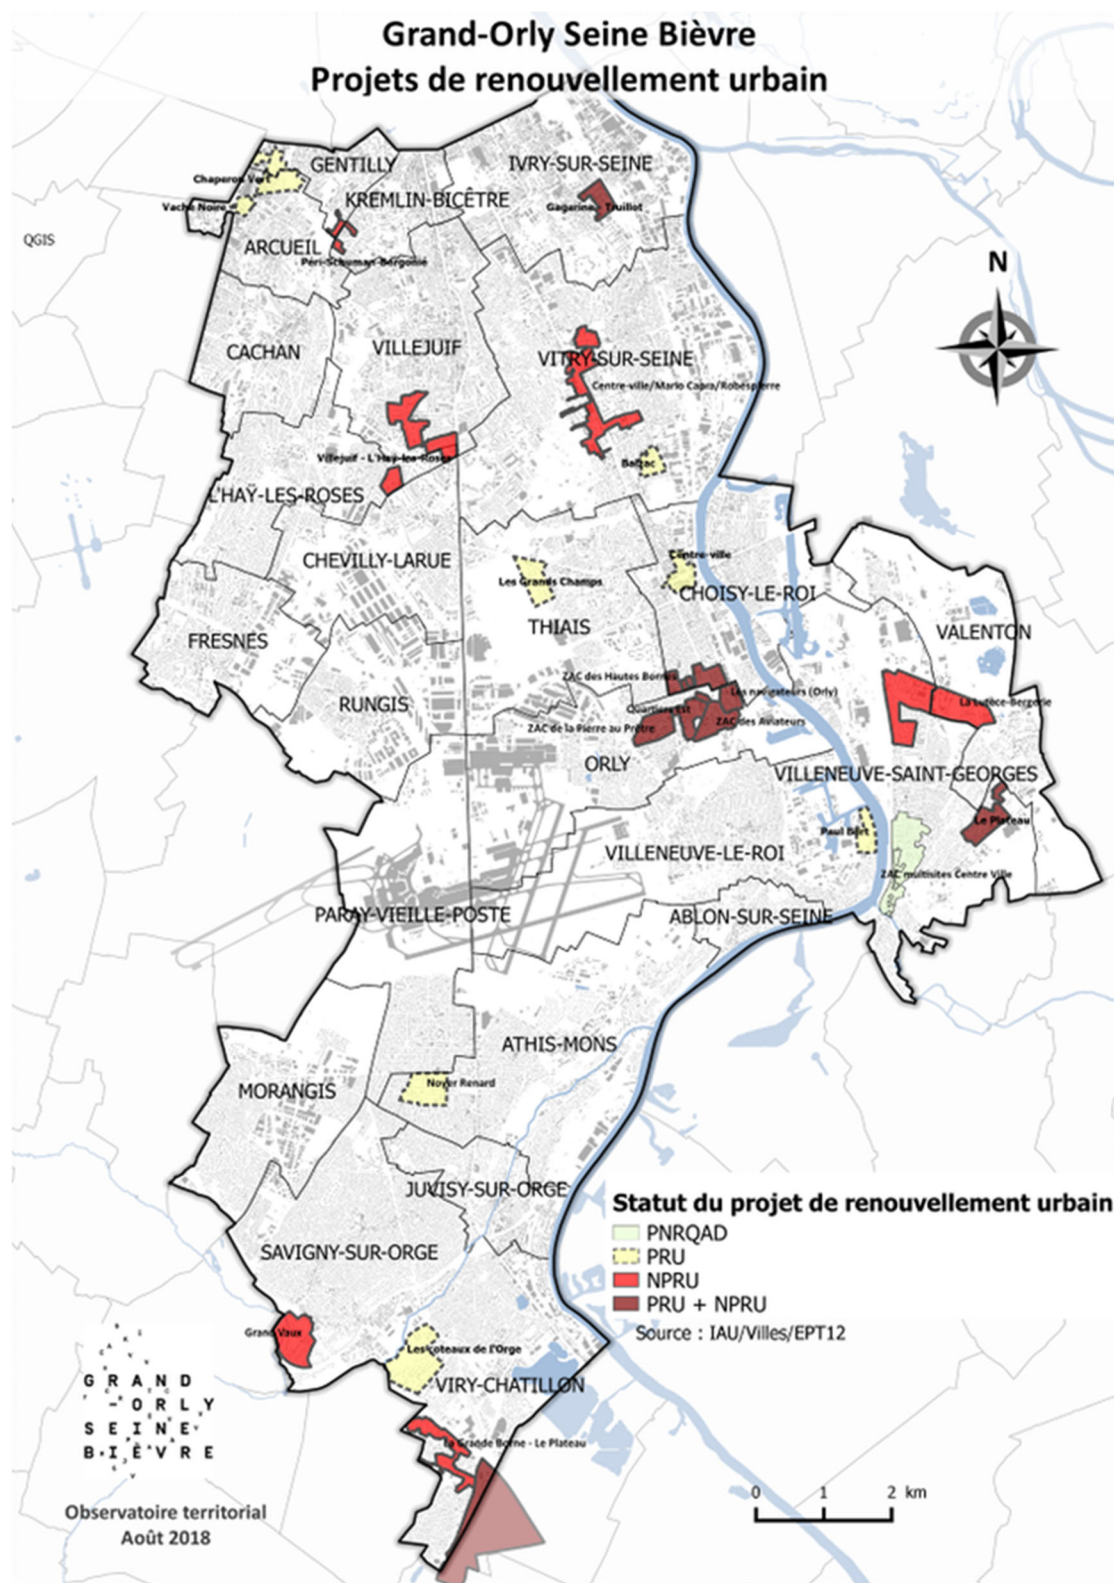 Grand-Orly Seine Bièvre
Projets de renouvellement urbain
GENTILLY
IVRY-SUR-SEINE
Chaperon Vert
KREMLIN-BICÊTRE
Vache Noire
Gagarine - Truillot
QGIS
ARCUEIL
Péri-Schuman-Bergonié
N
CACHAN
VILLEJUIF
VITRY-SUR-SEINE
Centre-ville/Mario Capra/Robespierre
Villejuif - L'Haÿ-les-Roses
Balzac
L'HAŸ-LES-ROSES
CHEVILLY-LARUE
Centre-ville
Les Grands Champs
CHOISY-LE-ROI
THIAIS
VALENTON
FRESNES
ZAC des Hautes Bornes
Les navigateurs (Orly)
RUNGIS
Quartiers Est
La Lutèce-Bergerie
ZAC de la Pierre au Prêtre
ZAC des Aviateurs
ORLY
VILLENEUVE-SAINT-GEORGES
Le Plateau
Paul Bert
VILLENEUVE-LE-ROI
ZAC multisites Centre Ville
PARAY-VIEILLE-POSTE
ABLON-SUR-SEINE
ATHIS-MONS
MORANGIS
Noyer Renard
JUVISY-SUR-ORGE
SAVIGNY-SUR-ORGE
Statut du projet de renouvellement urbain
PNRQAD
PRU
NPRU
PRU + NPRU
Source : IAU/Villes/EPT12
Grand Vaux
Les coteaux de l'Orge
VIRY-CHATILLON
La Grande Borne - Le Plateau
GRAND
-ORLY
SEINE
BIÈVRE
Observatoire territorial
Août 2018
0 1 2 km